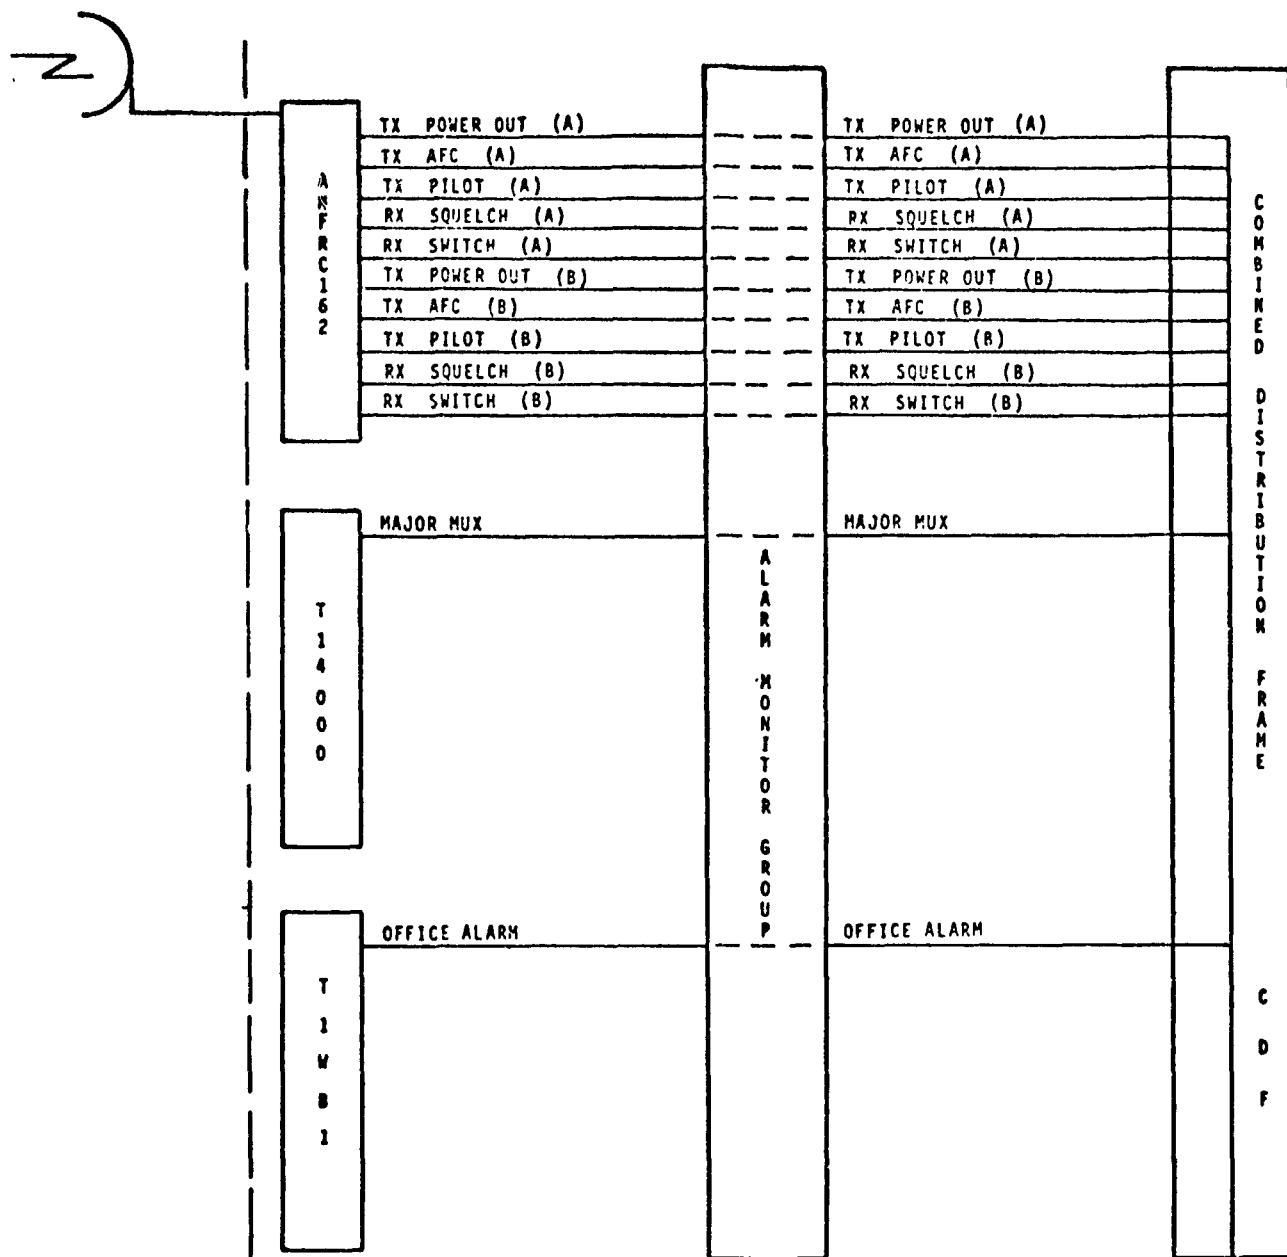 TX POWER OUT (A)
TX AFC (A)
TX PILOT (A)
RX SQUELCH (A)
RX SWITCH (A)
TX POWER OUT (B)
TX AFC (B)
TX PILOT (B)
RX SQUELCH (B)
RX SWITCH (B)
ANFRC162
TX POWER OUT (A)
TX AFC (A)
TX PILOT (A)
RX SQUELCH (A)
RX SWITCH (A)
TX POWER OUT (B)
TX AFC (B)
TX PILOT (B)
RX SQUELCH (B)
RX SWITCH (B)
MAJOR MUX
MAJOR MUX
T14000
ALARM MONITOR GROUP
COMBINED DISTRIBUTION FRAME
OFFICE ALARM
OFFICE ALARM
T1WB1
CDF